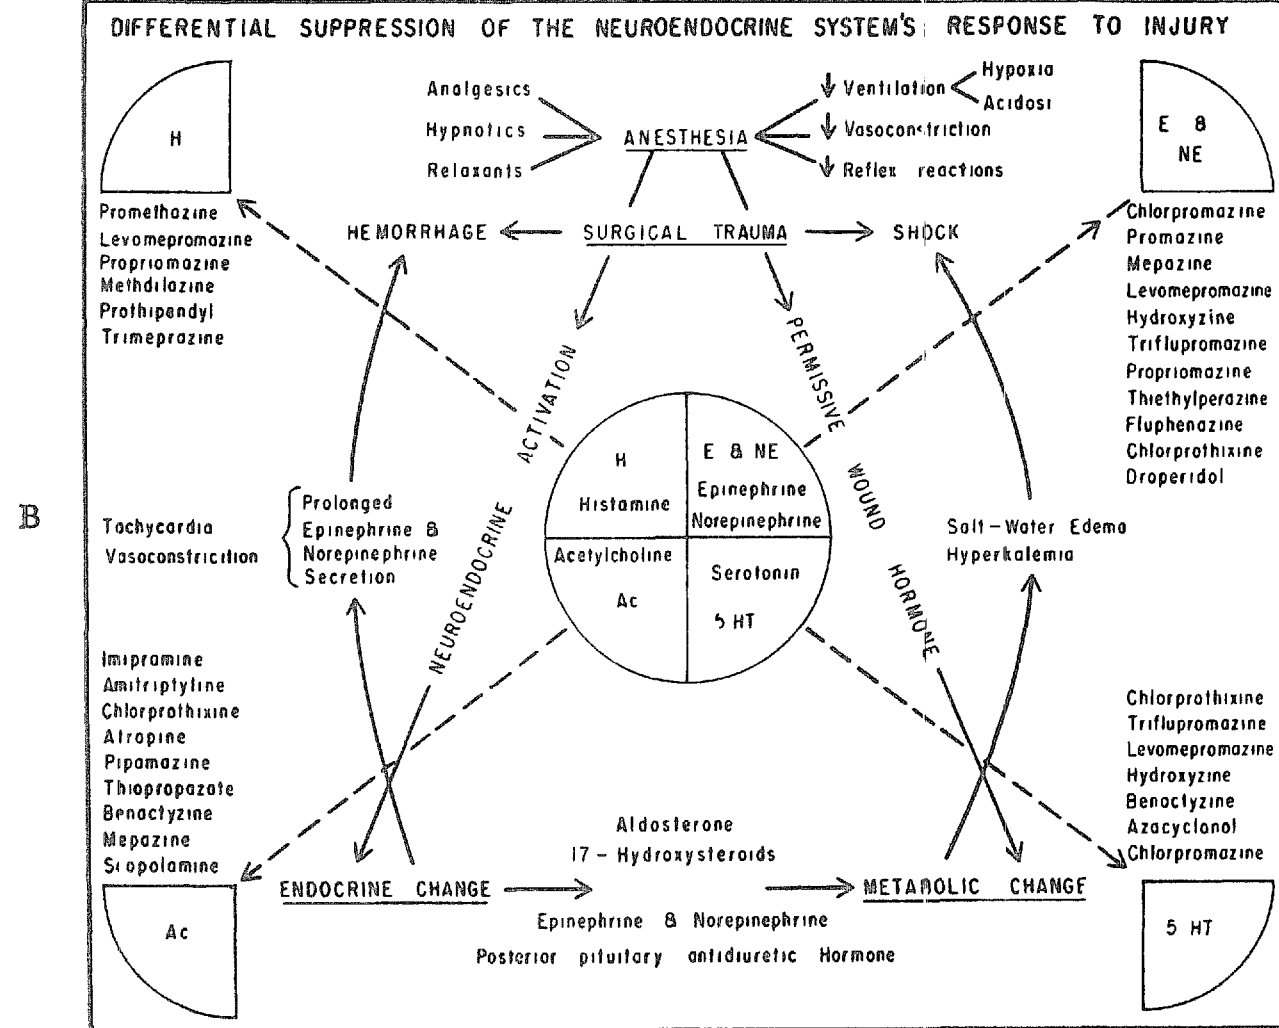 DIFFERENTIAL SUPPRESSION OF THE NEUROENDOCRINE SYSTEM'S RESPONSE TO INJURY
H
Promethazine
Levomepromazine
Propriomazine
Methdilazine
Prothipendyl
Trimeprazine
Analgesics
Hypnotics
Relaxants
ANESTHESIA
↓ Ventilation
Hypoxia
Acidosi
↓ Vasoconstriction
↓ Reflex reactions
E & NE
Chlorpromazine
Promazine
Mepazine
Levomepromazine
Hydroxyzine
Triflupromazine
Propriomazine
Thiethylperazine
Fluphenazine
Chlorprothixine
Droperidol
HEMORRHAGE
SURGICAL TRAUMA
SHOCK
NEUROENDOCRINE ACTIVATION
PERMISSIVE WOUND HORMONE
H
Histamine
E & NE
Epinephrine
Norepinephrine
Acetylcholine
Ac
Serotonin
5 HT
B
Tachycardia
Vasoconstricition
Prolonged
Epinephrine &
Norepinephrine
Secretion
Salt-Water Edema
Hyperkalemia
Imipramine
Amitriptyline
Chlorprothixine
Atropine
Pipamazine
Thiopropazate
Benactyzine
Mepazine
Scopolamine
Ac
Chlorprothixine
Triflupromazine
Levomepromazine
Hydroxyzine
Benactyzine
Azacyclonol
Chlorpromazine
5 HT
Aldosterone
17 - Hydroxysteroids
ENDOCRINE CHANGE
METABOLIC CHANGE
Epinephrine & Norepinephrine
Posterior pituitary antidiuretic Hormone